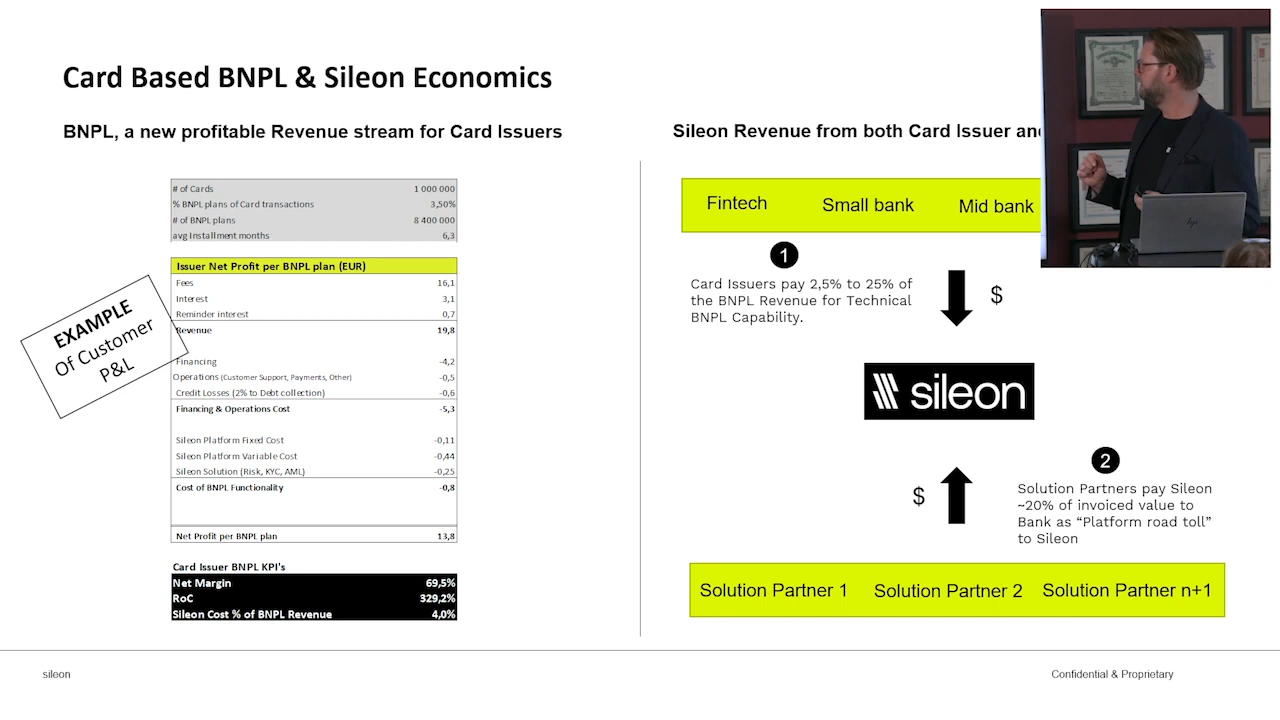 Card Based BNPL & Sileon Economics
BNPL, a new profitable Revenue stream for Card Issuers
# of Cards 1 000 000
% BNPL plans of Card transactions 3,50%
# of BNPL plans 8 400 000
avg Installment months 6,3
Issuer Net Profit per BNPL plan (EUR)
Fees 16,1
Interest 3,1
Reminder interest 0,7
Revenue 19,8
Financing -4,2
Operations (Customer Support, Payments, Other) -0,5
Credit Losses (2% to Debt collection) -0,6
Financing & Operations Cost -5,3
Sileon Platform Fixed Cost -0,11
Sileon Platform Variable Cost -0,44
Sileon Solution (Risk, KYC, AML) -0,25
Cost of BNPL Functionality -0,8
Net Profit per BNPL plan 13,8
Card Issuer BNPL KPI's
Net Margin 69,5%
RoC 329,2%
Sileon Cost % of BNPL Revenue 4,0%
EXAMPLE
Of Customer
P&L
Sileon Revenue from both Card Issuer and
Fintech Small bank Mid bank
1
Card Issuers pay 2,5% to 25% of
the BNPL Revenue for Technical
BNPL Capability.
$
sileon
2
$
Solution Partners pay Sileon
~20% of invoiced value to
Bank as “Platform road toll”
to Sileon
Solution Partner 1 Solution Partner 2 Solution Partner n+1
sileon
Confidential & Proprietary
hp